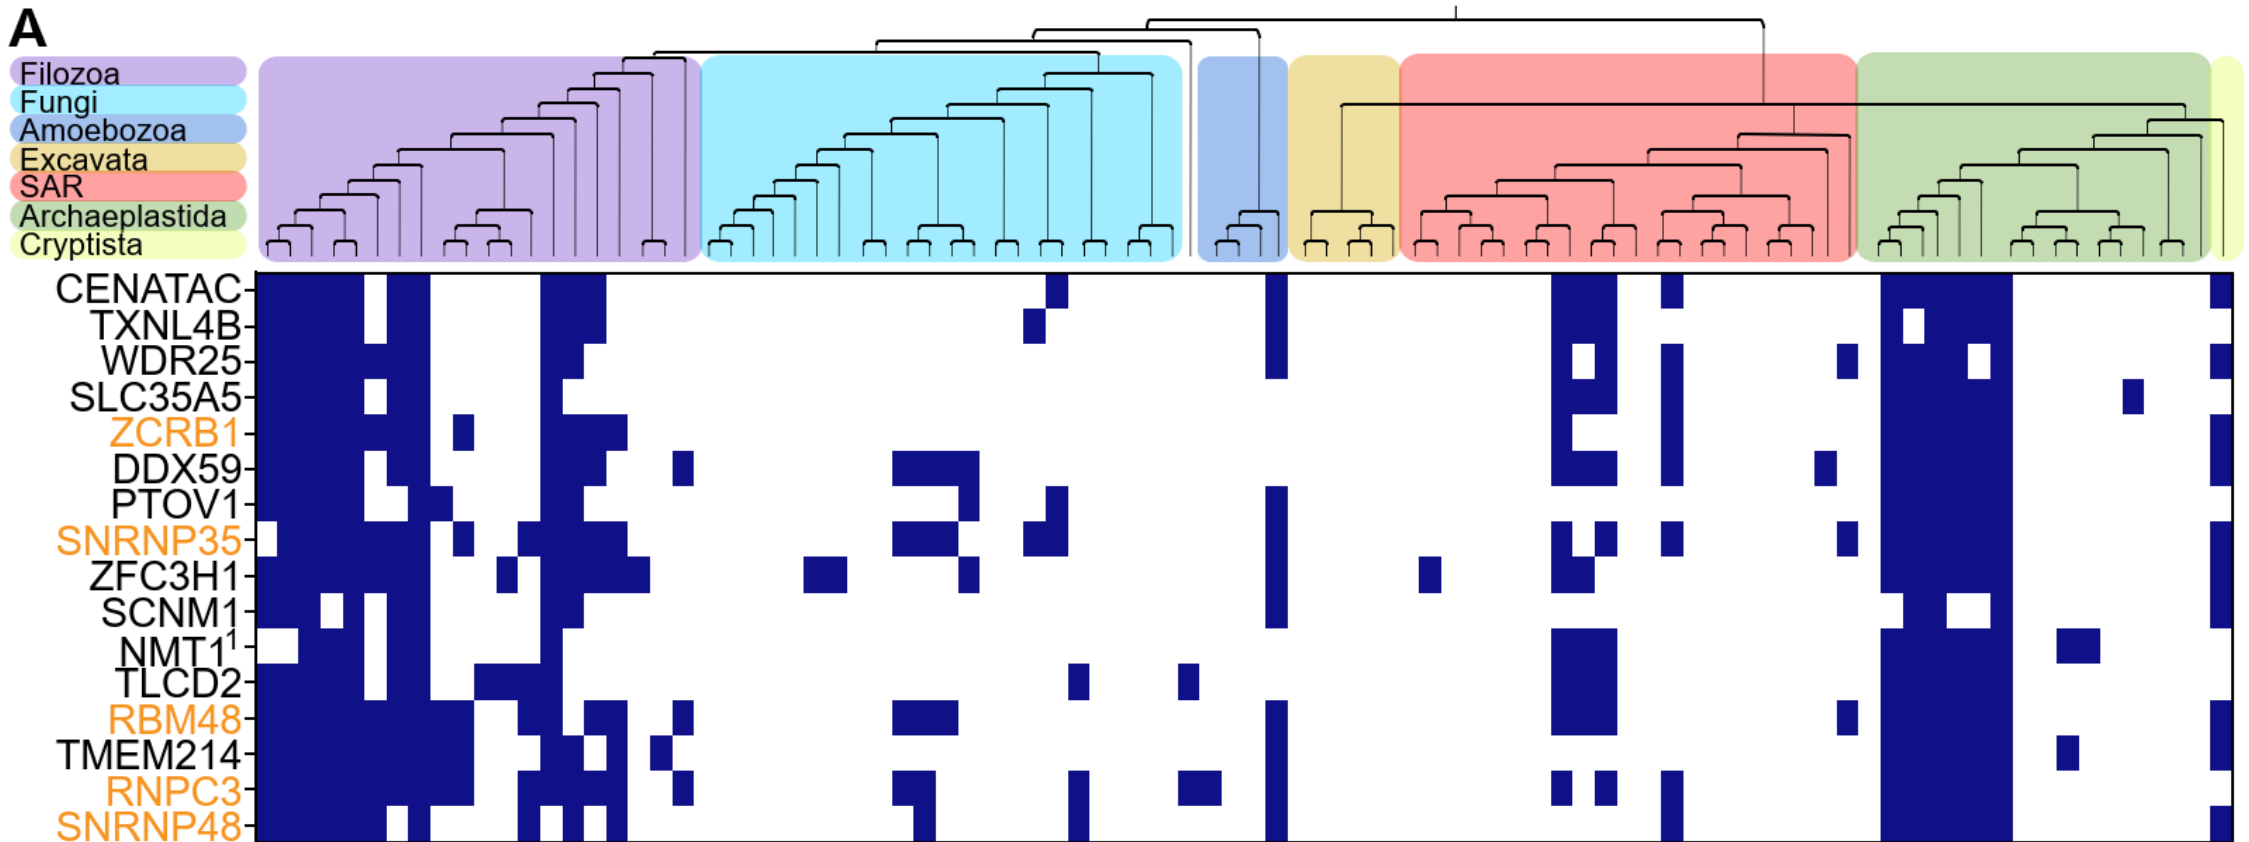 A
Filozoa
Fungi
Amoebozoa
Excavata
SAR
Archaeplastida
Cryptista
CENATAC
TXNL4B
WDR25
SLC35A5
ZCRB1
DDX59
PTOV1
SNRNP35
ZFC3H1
SCNM1
NMT1¹
TLCD2
RBM48
TMEM214
RNPC3
SNRNP48